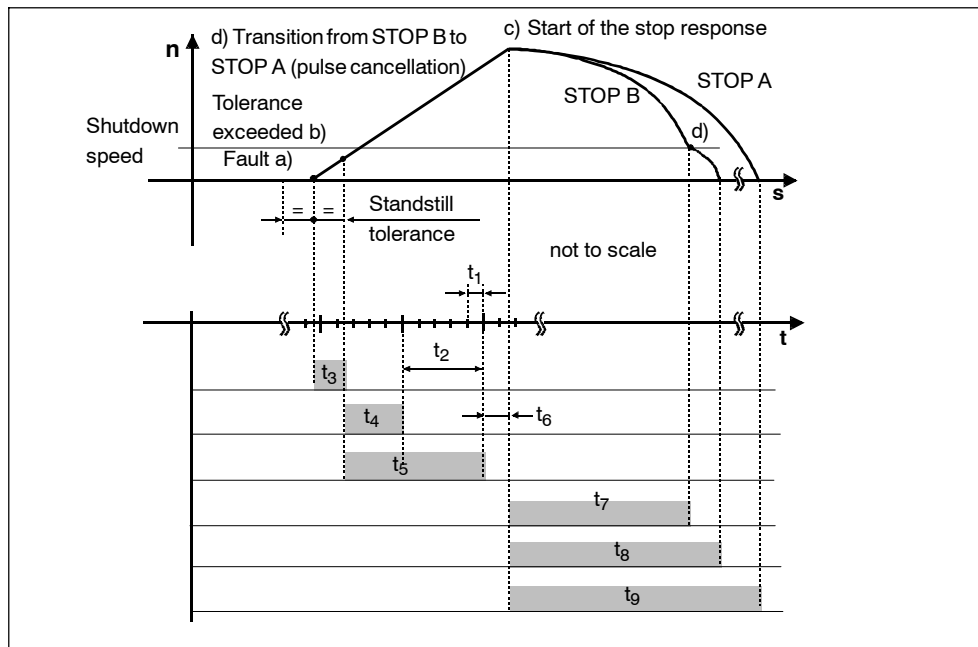 n
d) Transition from STOP B to
STOP A (pulse cancellation)
c) Start of the stop response
STOP B
STOP A
Tolerance
exceeded b)
Fault a)
Shutdown
speed
d)
s
= =
Standstill
tolerance
not to scale
t1
t
t2
t3
t4
t6
t5
t7
t8
t9